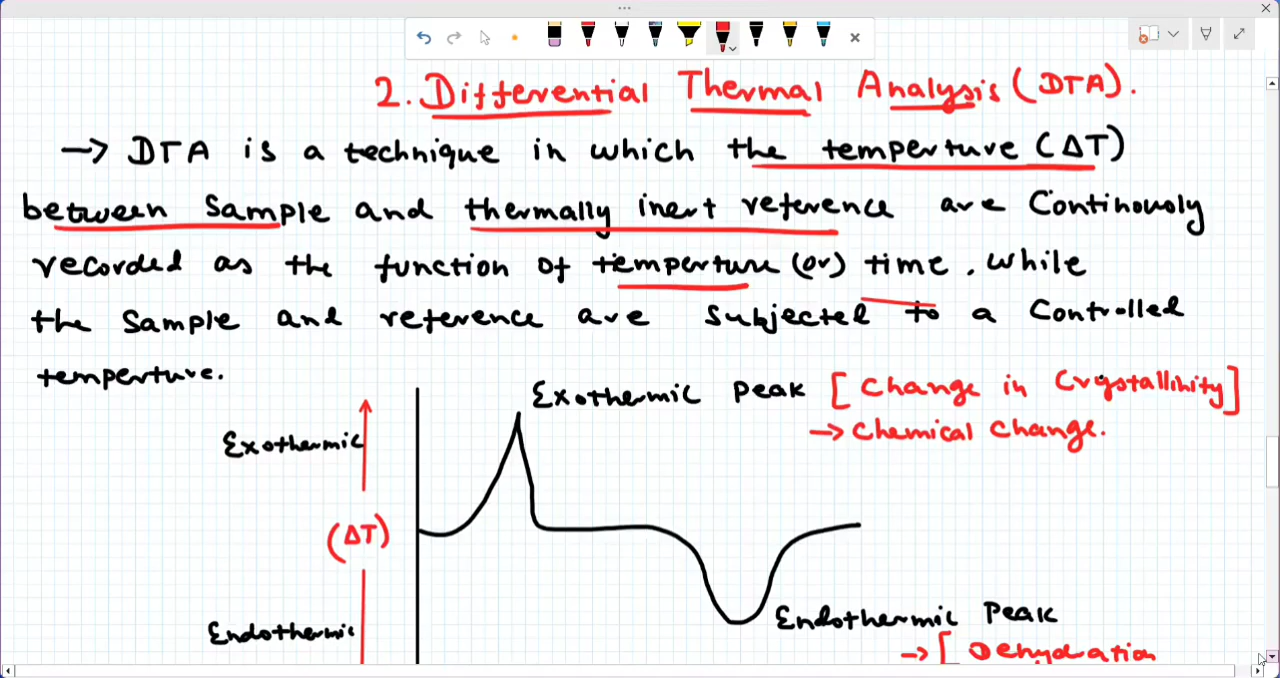 2. Differential Thermal Analysis (DTA).
→ DTA is a technique in which the temperture (ΔT)
between Sample and thermally inert reference are Continously
recorded as the function of temperture (or) time, while
the Sample and reference are subjected to a Controlled
temperture.
Exothermic Peak [Change in Crystallinity]
→ Chemical Change.
Exothermic
(ΔT)
Endothermic
Endothermic Peak
→ [Dehydration